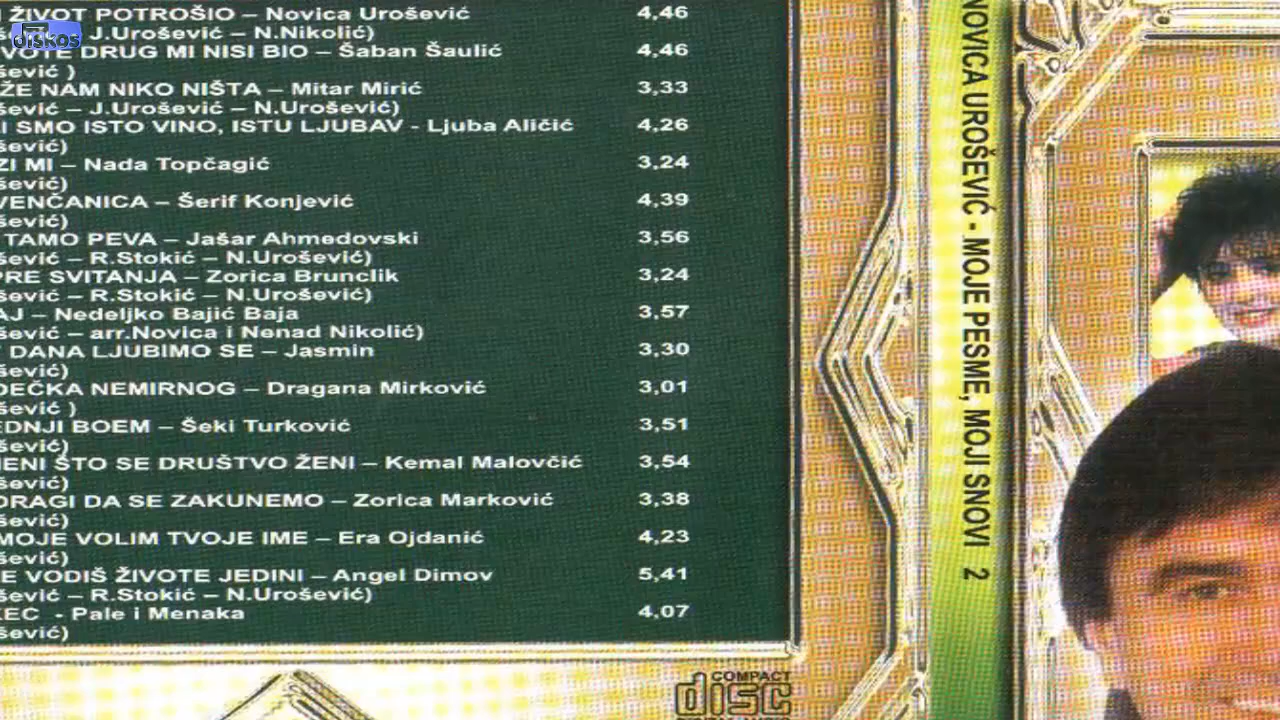 ŽIVOT POTROŠIO – Novica Urošević 4,46
J.Urošević – N.Nikolić)
DISKOS
DRUG MI NISI BIO – Šaban Šaulić 4,46
šević )
ŽE NAM NIKO NIŠTA – Mitar Mirić 3,33
šević – J.Urošević – N.Urošević)
I SMO ISTO VINO, ISTU LJUBAV - Ljuba Aličić 4,26
šević)
ZI MI – Nada Topčagić 3,24
šević)
VENČANICA – Šerif Konjević 4,39
šević)
TAMO PEVA – Jašar Ahmedovski 3,56
šević – R.Stokić – N.Urošević)
PRE SVITANJA – Zorica Brunclik 3,24
šević – R.Stokić – N.Urošević)
AJ – Nedeljko Bajić Baja 3,57
šević – arr.Novica i Nenad Nikolić)
DANA LJUBIMO SE – Jasmin 3,30
šević)
DEČKA NEMIRNOG – Dragana Mirković 3,01
šević )
EDNJI BOEM – Šeki Turković 3,51
šević)
MENI ŠTO SE DRUŠTVO ŽENI – Kemal Malovčić 3,54
šević)
DRAGI DA SE ZAKUNEMO – Zorica Marković 3,38
šević)
MOJE VOLIM TVOJE IME – Era Ojdanić 4,23
šević)
E VODIŠ ŽIVOTE JEDINI – Angel Dimov 5,41
šević – R.Stokić – N.Urošević)
KEC - Pale i Menaka 4,07
šević)
COMPACT
disc
NOVICA UROŠEVIĆ - MOJE PESME, MOJI SNOVI 2